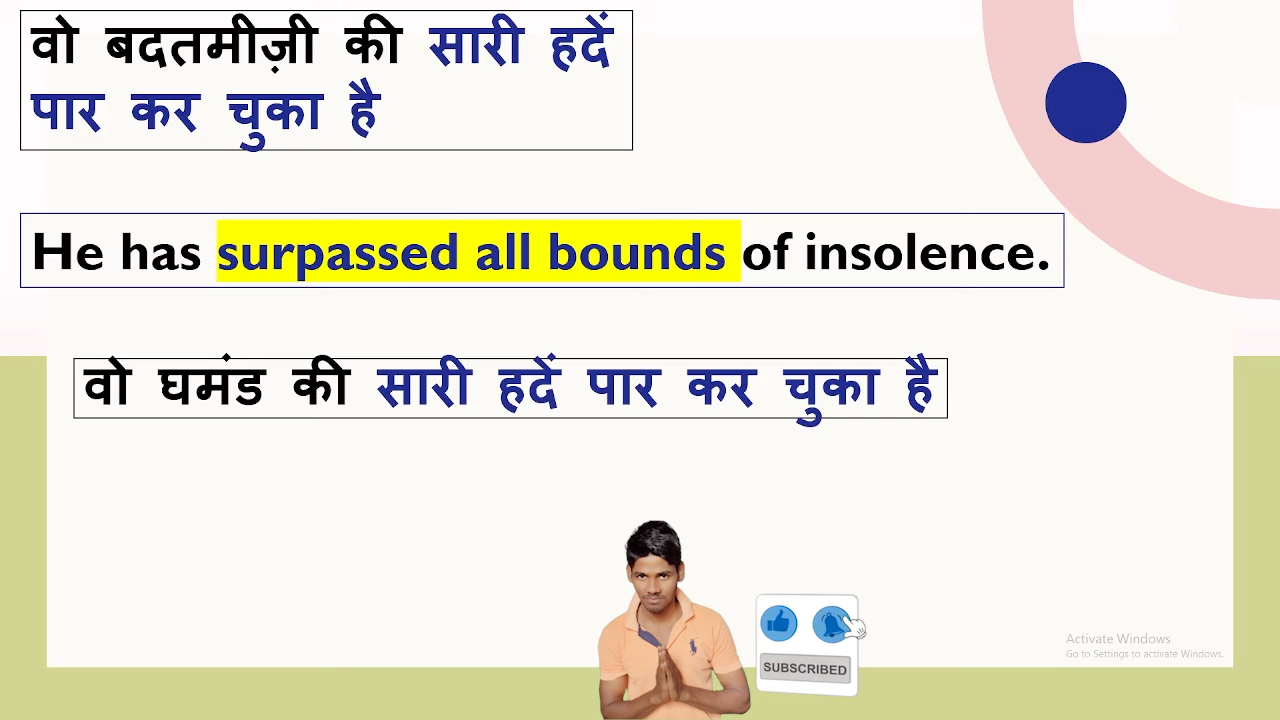 वो बदतमीज़ी की सारी हदें
पार कर चुका है
He has surpassed all bounds of insolence.
वो घमंड की सारी हदें पार कर चुका है
SUBSCRIBED
Activate Windows
Go to Settings to activate Windows.